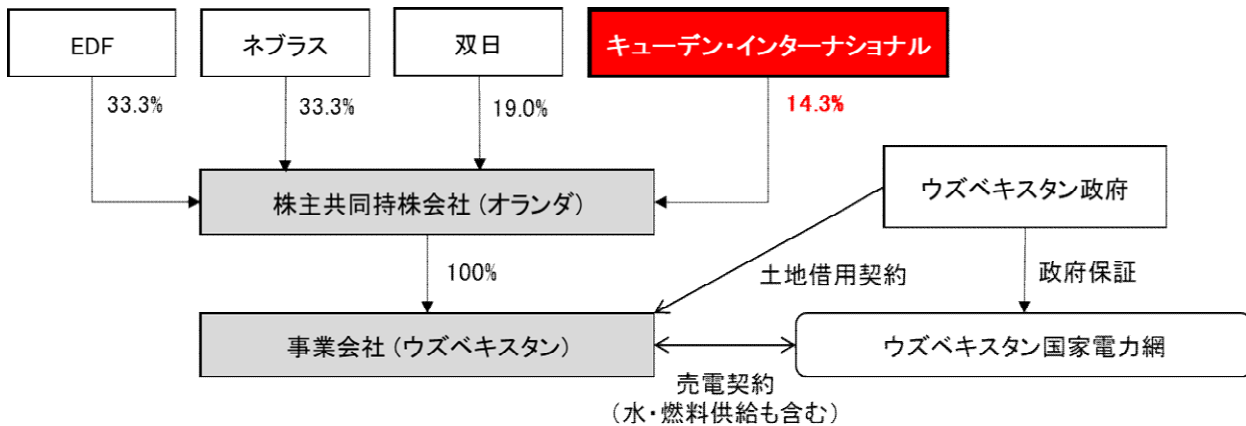 EDF
ネブラス
双日
キューデン・インターナショナル
33.3%
33.3%
19.0%
14.3%
株主共同持株会社(オランダ)
ウズベキスタン政府
100%
土地借用契約
政府保証
事業会社(ウズベキスタン)
ウズベキスタン国家電力網
売電契約
(水・燃料供給も含む)